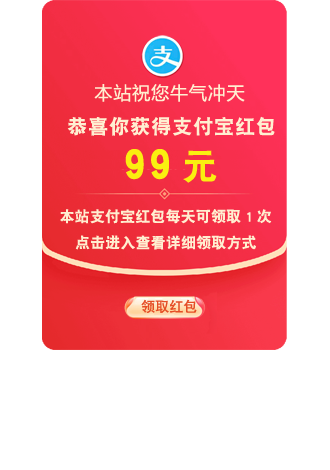 支
本站祝您牛气冲天
恭喜你获得支付宝红包
99 元
本站支付宝红包每天可领取 1 次
点击进入查看详细领取方式
领取红包